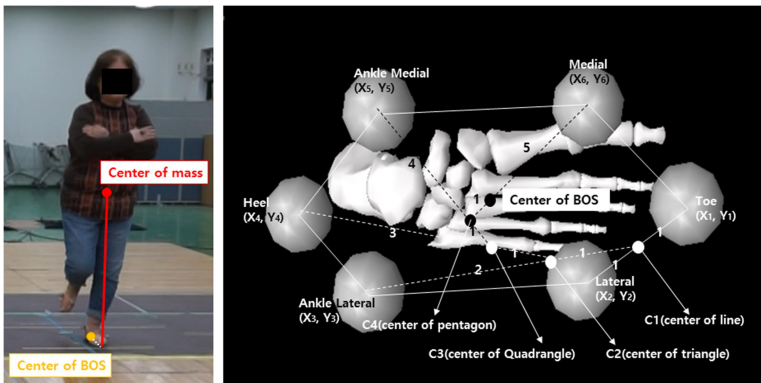 Center of mass
Center of BOS
Ankle Medial
(X5, Y5)
Medial
(X6, Y6)
5
4
1
Center of BOS
Heel
(X4, Y4)
Toe
(X1, Y1)
3
1
1
1
1
2
1
Lateral
(X2, Y2)
Ankle Lateral
(X3, Y3)
C4(center of pentagon)
C1(center of line)
C3(center of Quadrangle)
C2(center of triangle)